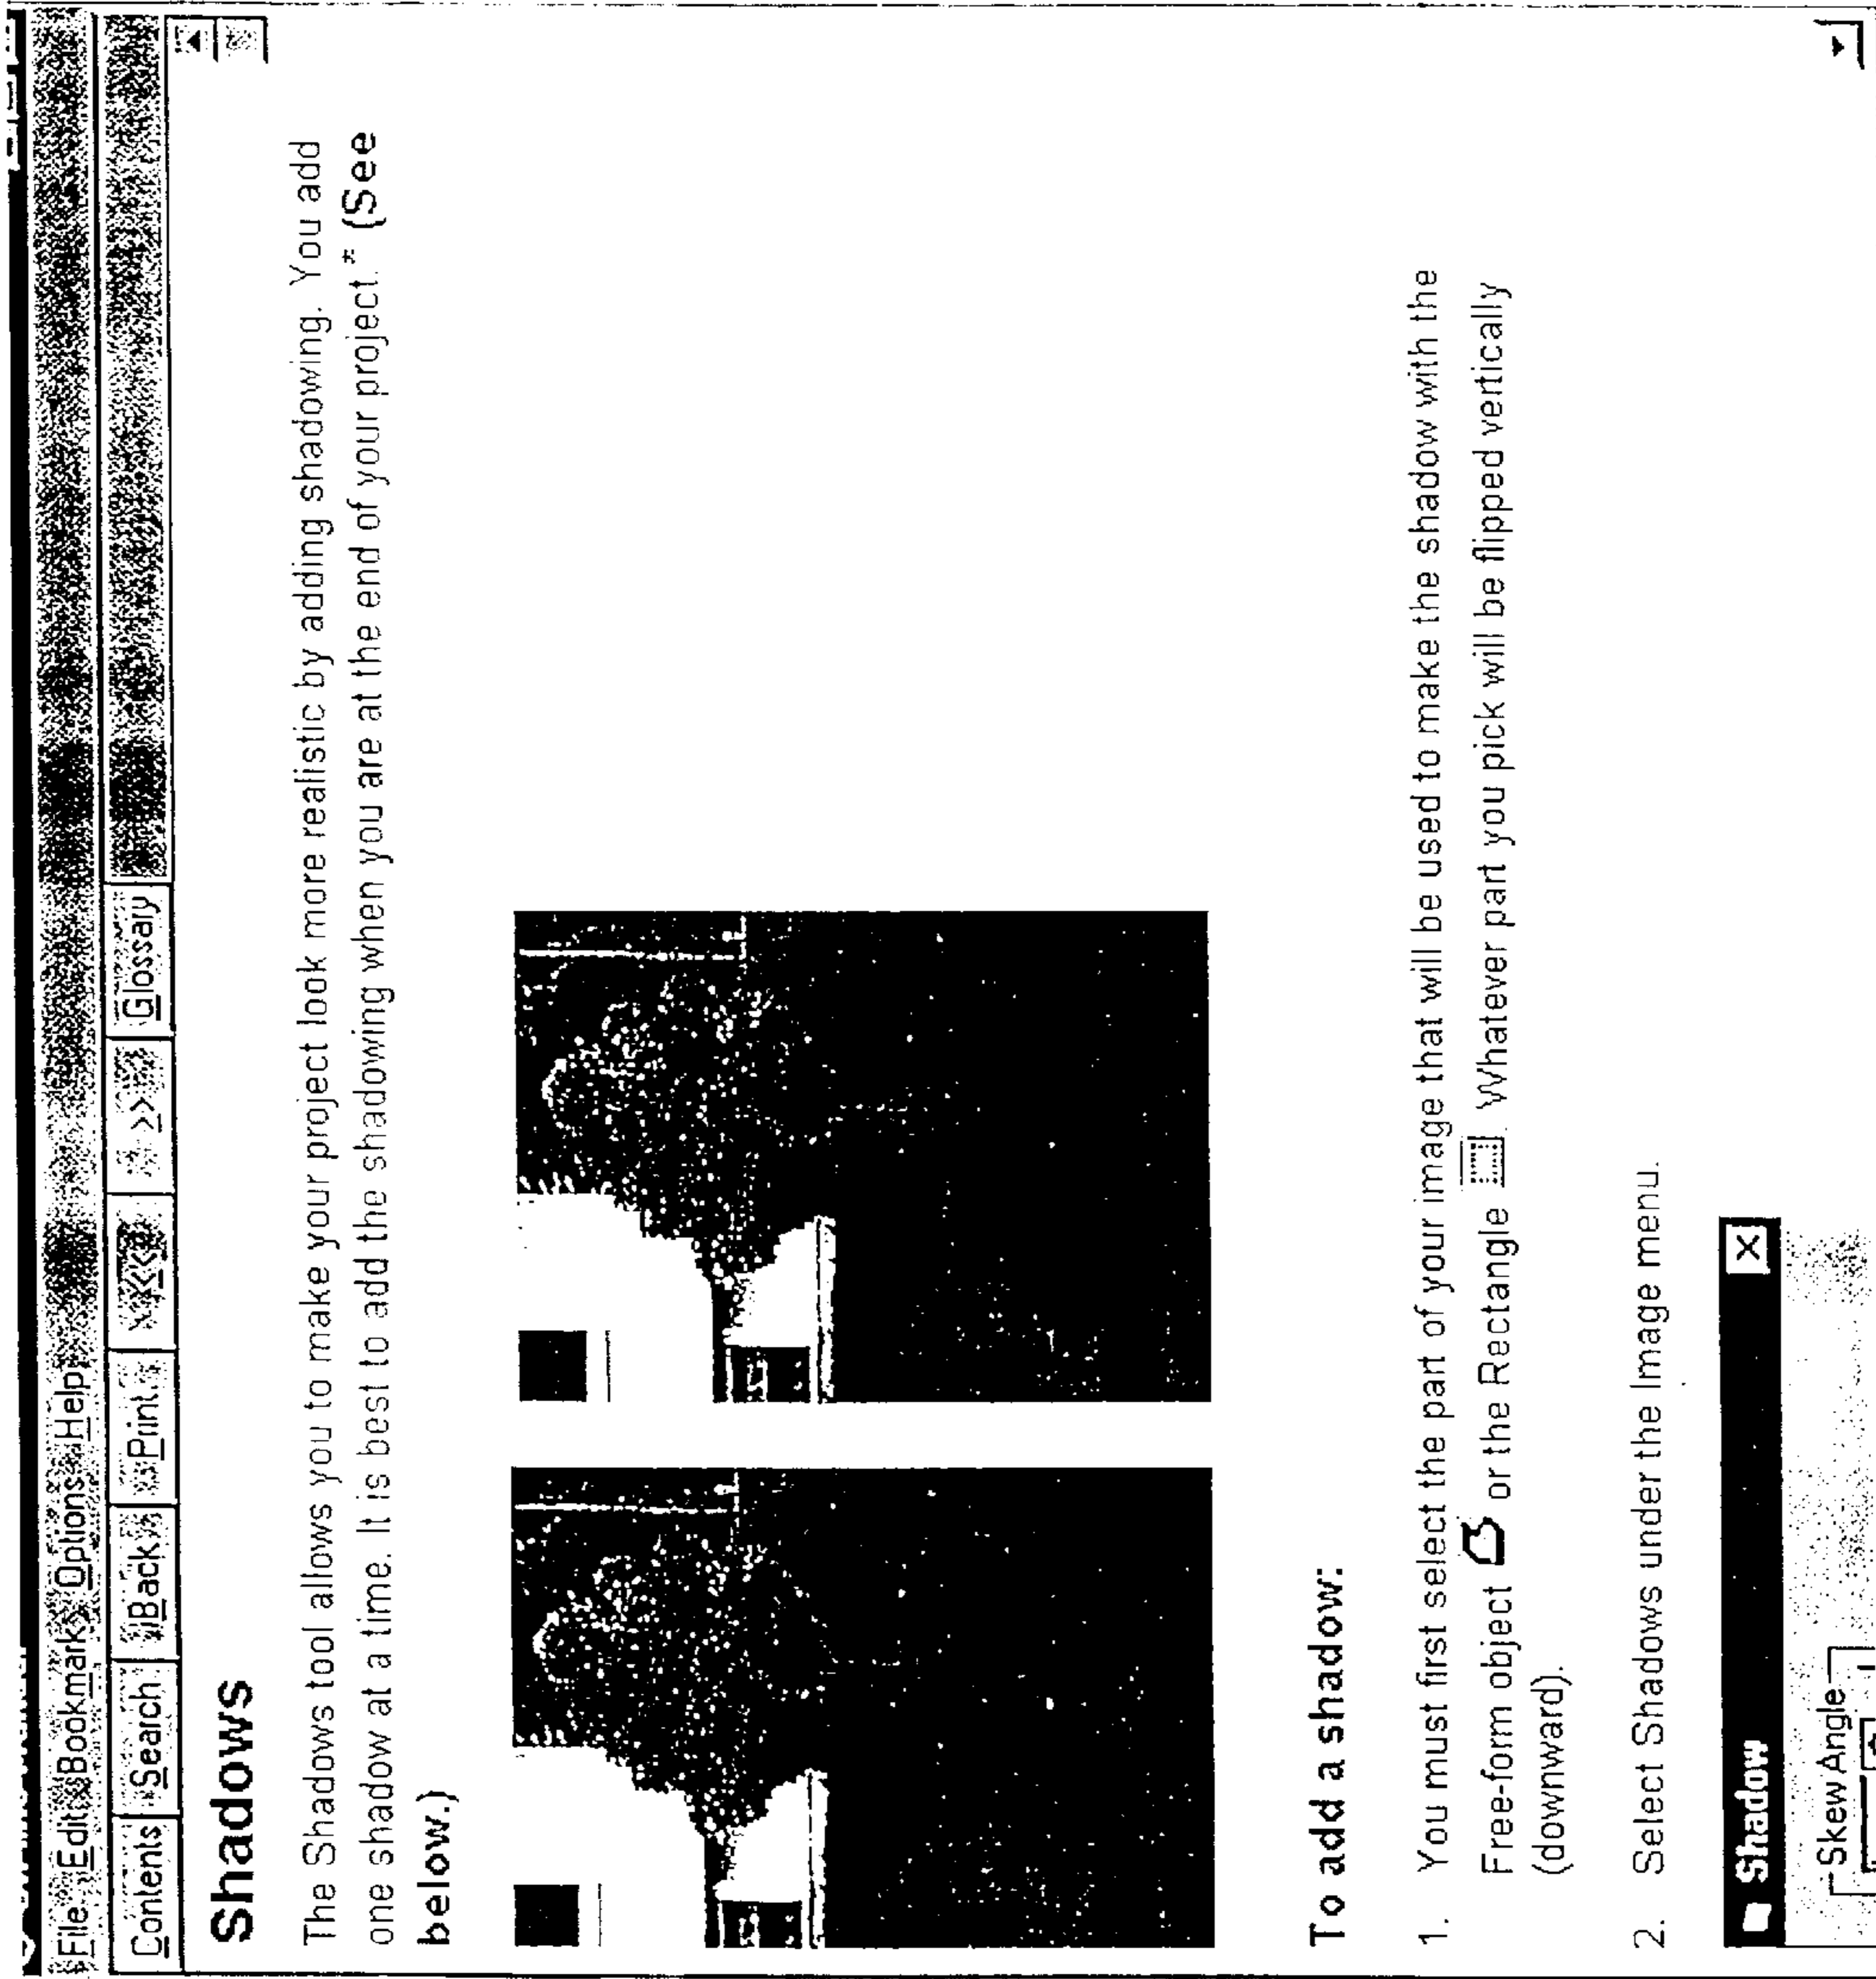 File Edit Bookmark Options Help
Contents Search Back Print << >> Glossary
Shadows
The Shadows tool allows you to make your project look more realistic by adding shadowing. You add
one shadow at a time. It is best to add the shadowing when you are at the end of your project.* (See
below.)
To add a shadow:
1. You must first select the part of your image that will be used to make the shadow with the
Free-form object or the Rectangle . Whatever part you pick will be flipped vertically
(downward).
2. Select Shadows under the Image menu.
Shadow
Skew Angle